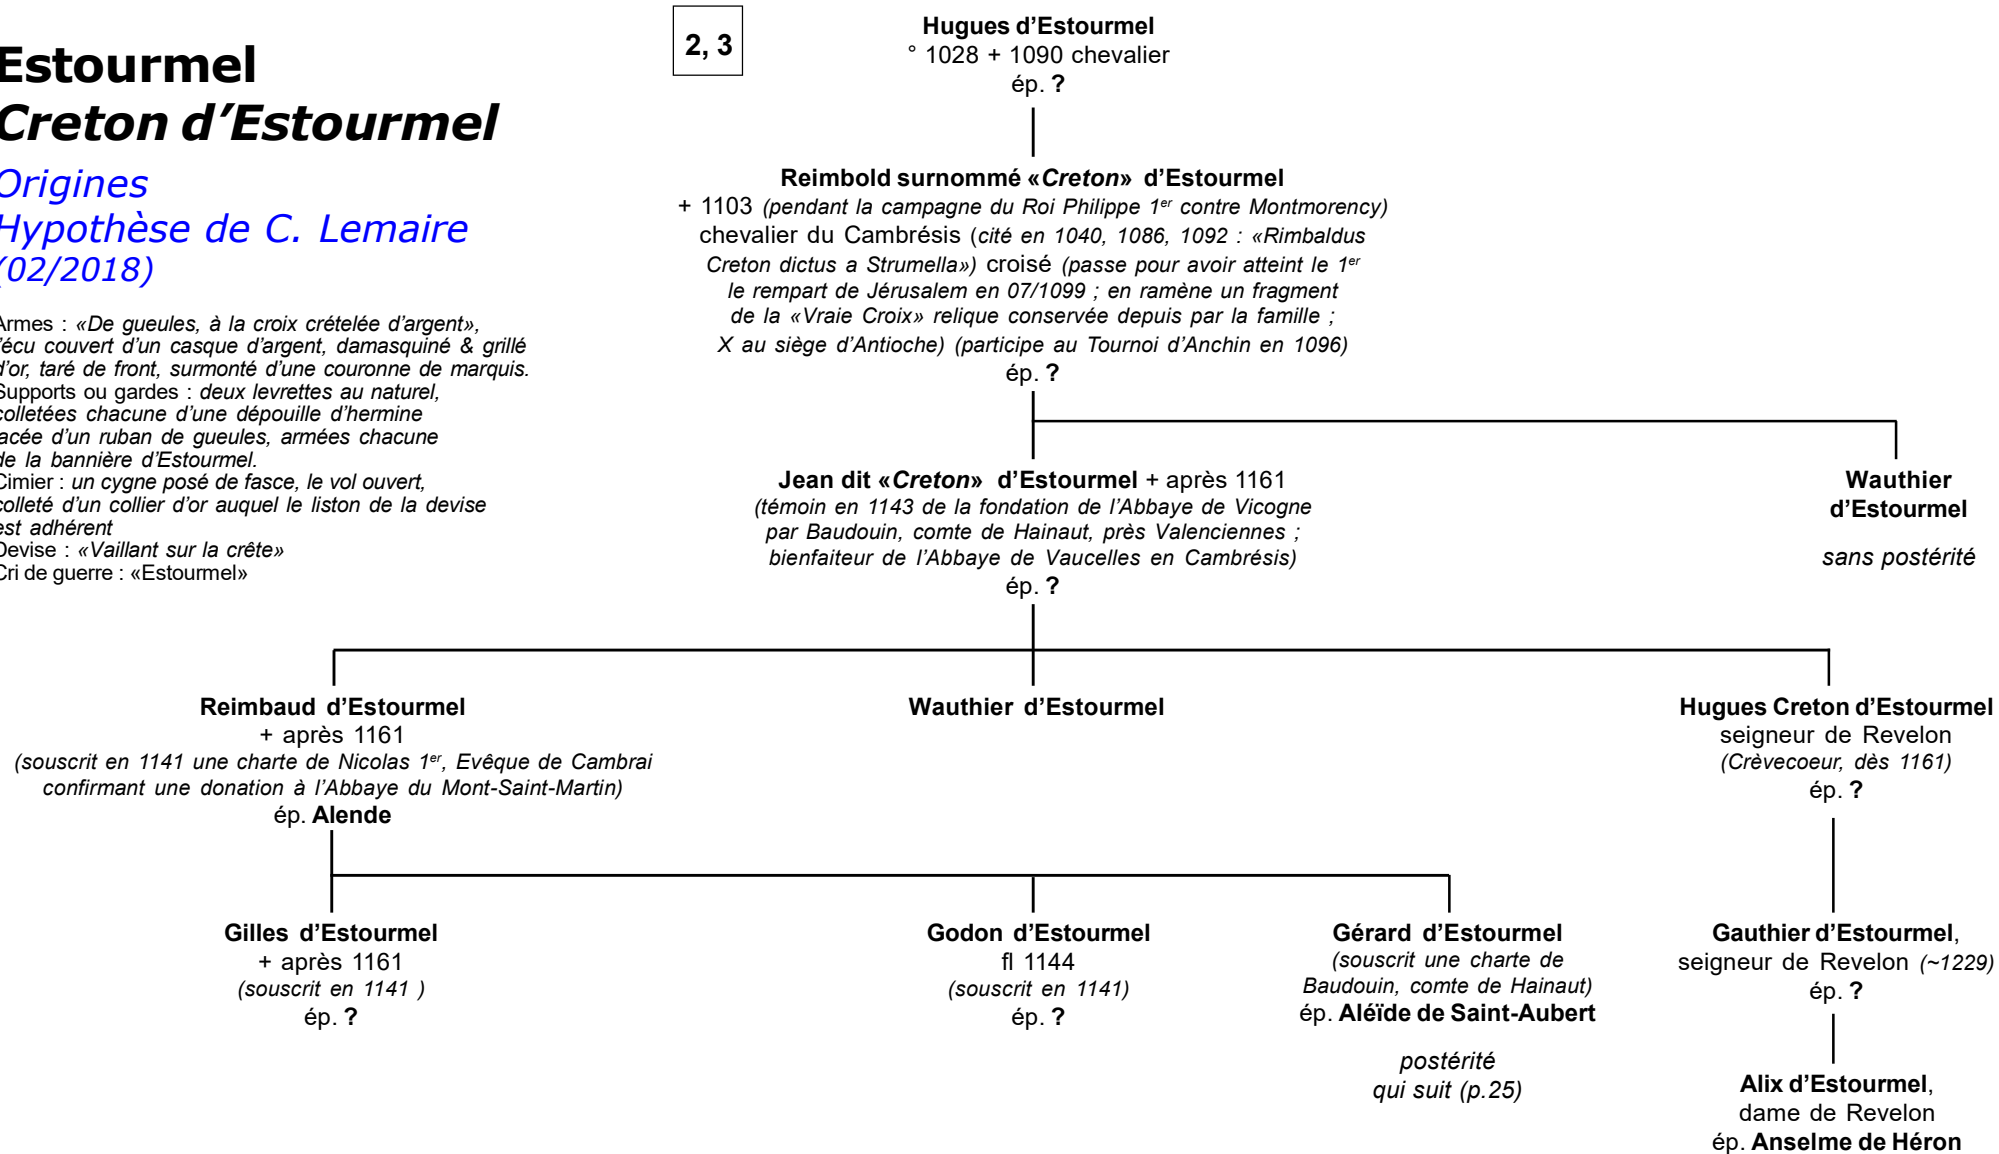 Estourmel
Creton d’Estourmel
Origines
Hypothèse de C. Lemaire
(02/2018)
Armes : «De gueules, à la croix crételée d’argent»,
l’écu couvert d’un casque d’argent, damasquiné & grillé
d’or, taré de front, surmonté d’une couronne de marquis.
Supports ou gardes : deux levrettes au naturel,
colletées chacune d’une dépouille d’hermine
lacée d’un ruban de gueules, armées chacune
de la bannière d’Estourmel.
Cimier : un cygne posé de fasce, le vol ouvert,
colleté d’un collier d’or auquel le liston de la devise
est adhérent
Devise : «Vaillant sur la crête»
Cri de guerre : «Estourmel»
2, 3
Hugues d’Estourmel
° 1028 + 1090 chevalier
ép. ?
Reimbold surnommé «Creton» d’Estourmel
+ 1103 (pendant la campagne du Roi Philippe 1er contre Montmorency)
chevalier du Cambrésis (cité en 1040, 1086, 1092 : «Rimbaldus
Creton dictus a Strumella») croisé (passe pour avoir atteint le 1er
le rempart de Jérusalem en 07/1099 ; en ramène un fragment
de la «Vraie Croix» relique conservée depuis par la famille ;
X au siège d’Antioche) (participe au Tournoi d’Anchin en 1096)
ép. ?
Jean dit «Creton» d’Estourmel + après 1161
(témoin en 1143 de la fondation de l’Abbaye de Vicogne
par Baudouin, comte de Hainaut, près Valenciennes ;
bienfaiteur de l’Abbaye de Vaucelles en Cambrésis)
ép. ?
Wauthier
d’Estourmel
sans postérité
Reimbaud d’Estourmel
+ après 1161
(souscrit en 1141 une charte de Nicolas 1er, Evêque de Cambrai
confirmant une donation à l’Abbaye du Mont-Saint-Martin)
ép. Alende
Wauthier d’Estourmel
Hugues Creton d’Estourmel
seigneur de Revelon
(Crèvecoeur, dès 1161)
ép. ?
Gilles d’Estourmel
+ après 1161
(souscrit en 1141 )
ép. ?
Godon d’Estourmel
fl 1144
(souscrit en 1141)
ép. ?
Gérard d’Estourmel
(souscrit une charte de
Baudouin, comte de Hainaut)
ép. Aléïde de Saint-Aubert
postérité
qui suit (p.25)
Gauthier d’Estourmel,
seigneur de Revelon (~1229)
ép. ?
Alix d’Estourmel,
dame de Revelon
ép. Anselme de Héron